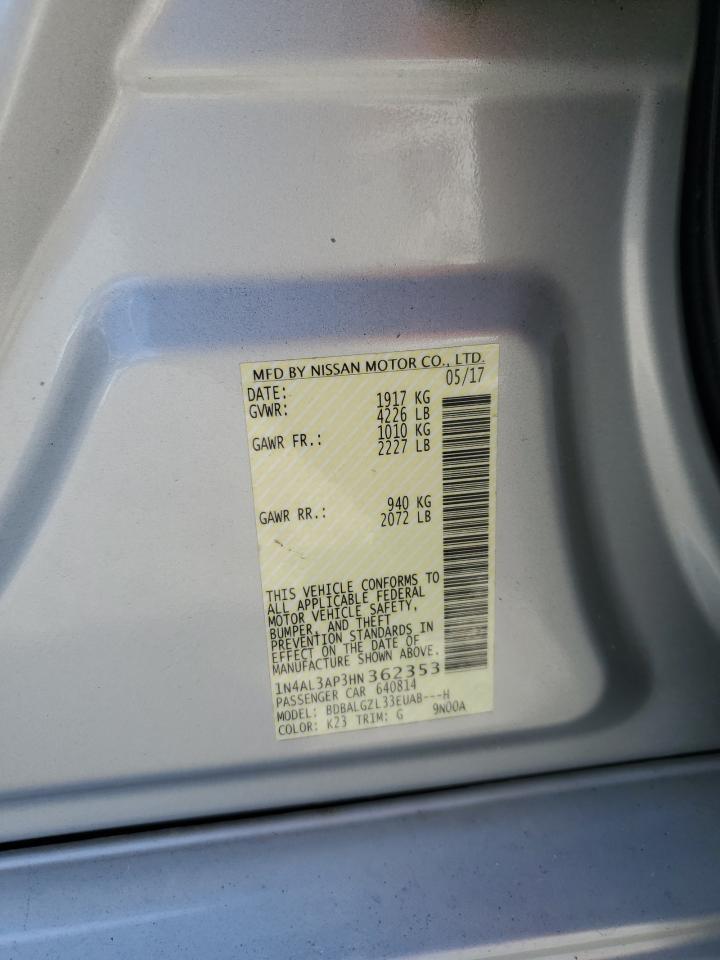 MFD BY NISSAN MOTOR CO., LTD.
DATE: 05/17
GVWR: 1917 KG
4226 LB
GAWR FR.: 1010 KG
2227 LB
GAWR RR.: 940 KG
2072 LB
THIS VEHICLE CONFORMS TO
ALL APPLICABLE FEDERAL
MOTOR VEHICLE SAFETY,
BUMPER, AND THEFT
PREVENTION STANDARDS IN
EFFECT ON THE DATE OF
MANUFACTURE SHOWN ABOVE.
1N4AL3AP3HN362353
PASSENGER CAR 640814
MODEL: BDBALGZL33EUAB---H
COLOR: K23 TRIM: G 9N00A